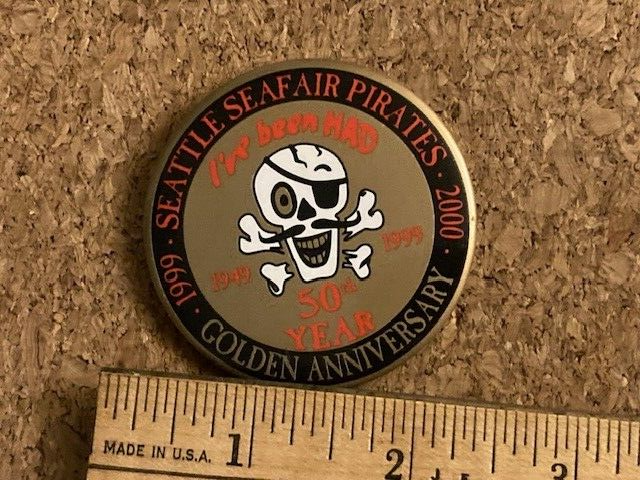 SEATTLE SEAFAIR PIRATES
I've been HAD
1949 1999
50th
YEAR
1999 · GOLDEN ANNIVERSARY · 2000
MADE IN U.S.A. 1 2 3